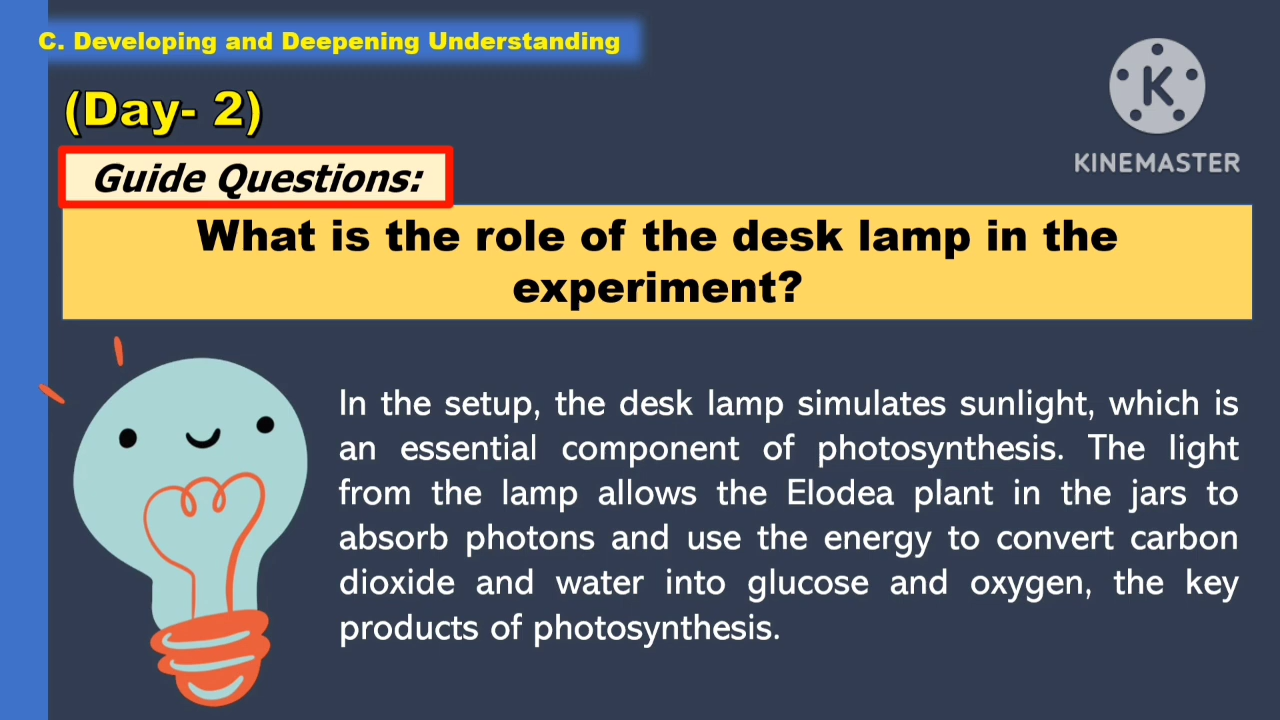 C. Developing and Deepening Understanding
(Day- 2)
K
KINEMASTER
Guide Questions:
What is the role of the desk lamp in the
experiment?
In the setup, the desk lamp simulates sunlight, which is
an essential component of photosynthesis. The light
from the lamp allows the Elodea plant in the jars to
absorb photons and use the energy to convert carbon
dioxide and water into glucose and oxygen, the key
products of photosynthesis.